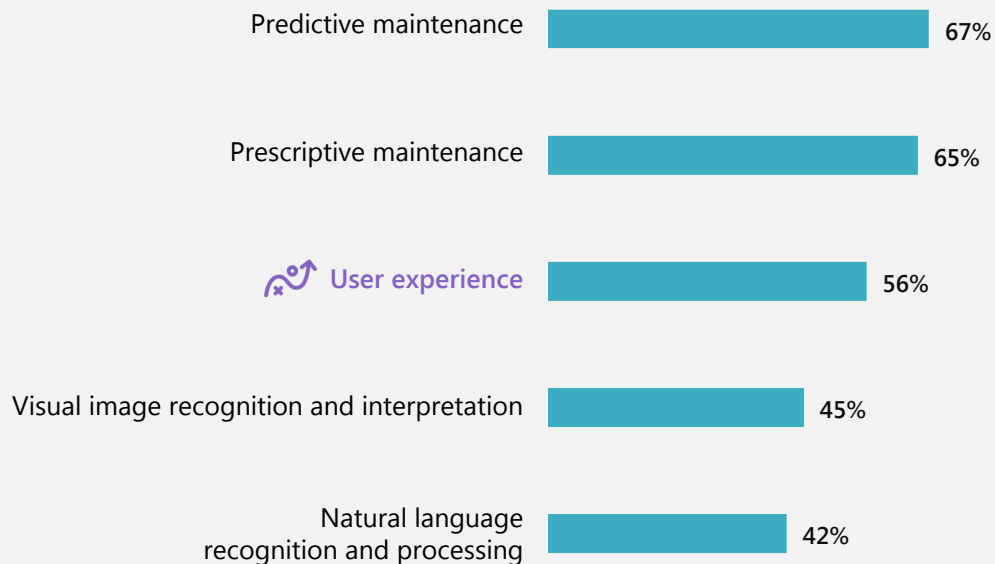 Predictive maintenance 67%
Prescriptive maintenance 65%
User experience 56%
Visual image recognition and interpretation 45%
Natural language
recognition and processing 42%